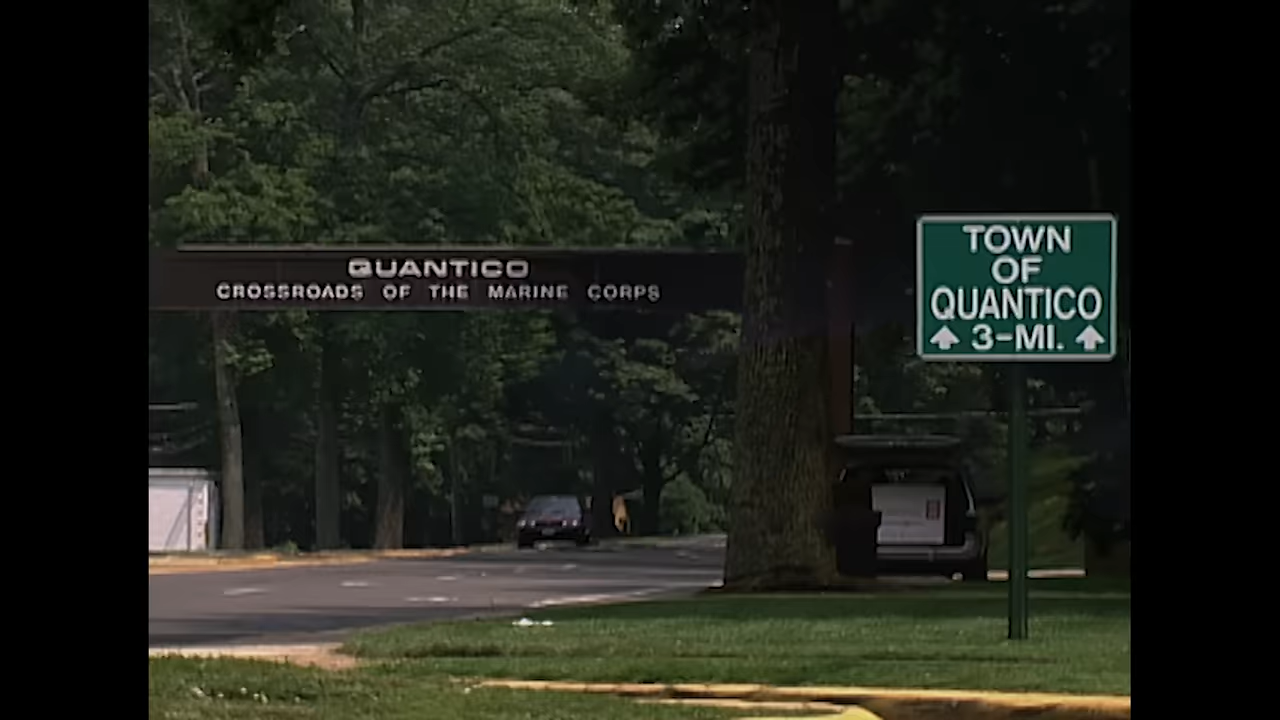 QUANTICO
CROSSROADS OF THE MARINE CORPS
TOWN
OF
QUANTICO
3-MI.